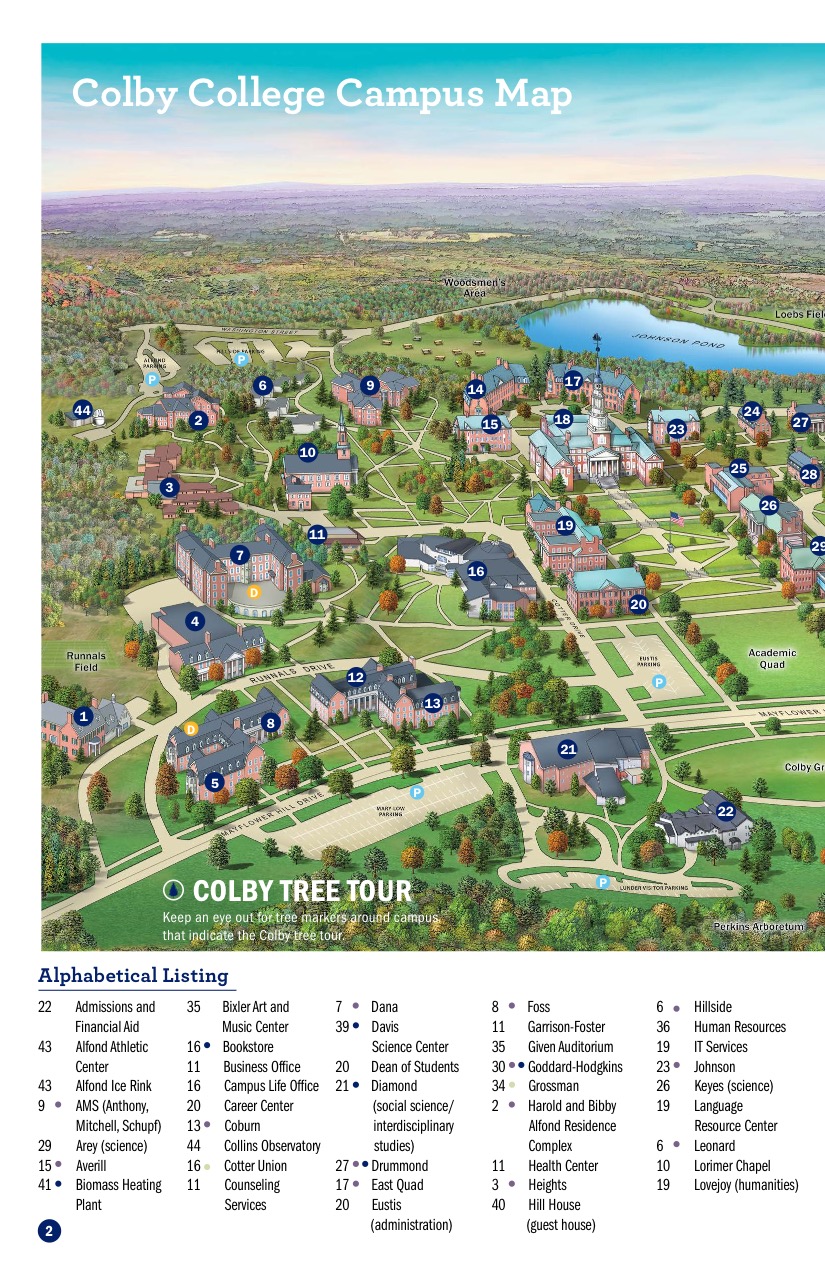 Colby College Campus Map
Woodsmen's
Area
Loebs Fiel
JOHNSON POND
WASHINGTON STREET
ALFOND
PARKING
P
HILLSIDE PARKING
P
44
2
6
9
14
17
15
18
23
24
27
10
3
25
28
26
11
19
29
7
16
D
20
4
COTTER DRIVE
Runnals
Field
RUNNALS DRIVE
EUSTIS
PARKING
P
Academic
Quad
12
13
1
8
D
MAYFLOWER H
21
5
Colby Gr
P
MARY LOW
PARKING
MAYFLOWER HILL DRIVE
22
P
LUNDER VISITOR PARKING
Perkins Arboretum
COLBY TREE TOUR
Keep an eye out for tree markers around campus
that indicate the Colby tree tour.
Alphabetical Listing
22 Admissions and
Financial Aid
43 Alfond Athletic
Center
43 Alfond Ice Rink
9 • AMS (Anthony,
Mitchell, Schupf)
29 Arey (science)
15 • Averill
41 • Biomass Heating
Plant
35 Bixler Art and
Music Center
16 • Bookstore
11 Business Office
16 Campus Life Office
20 Career Center
13 • Coburn
44 Collins Observatory
16 • Cotter Union
11 Counseling
Services
7 • Dana
39 • Davis
Science Center
20 Dean of Students
21 • Diamond
(social science/
interdisciplinary
studies)
27 •• Drummond
17 • East Quad
20 Eustis
(administration)
8 • Foss
11 Garrison-Foster
35 Given Auditorium
30 •• Goddard-Hodgkins
34 • Grossman
2 • Harold and Bibby
Alfond Residence
Complex
11 Health Center
3 • Heights
40 Hill House
(guest house)
6 • Hillside
36 Human Resources
19 IT Services
23 • Johnson
26 Keyes (science)
19 Language
Resource Center
6 • Leonard
10 Lorimer Chapel
19 Lovejoy (humanities)
2